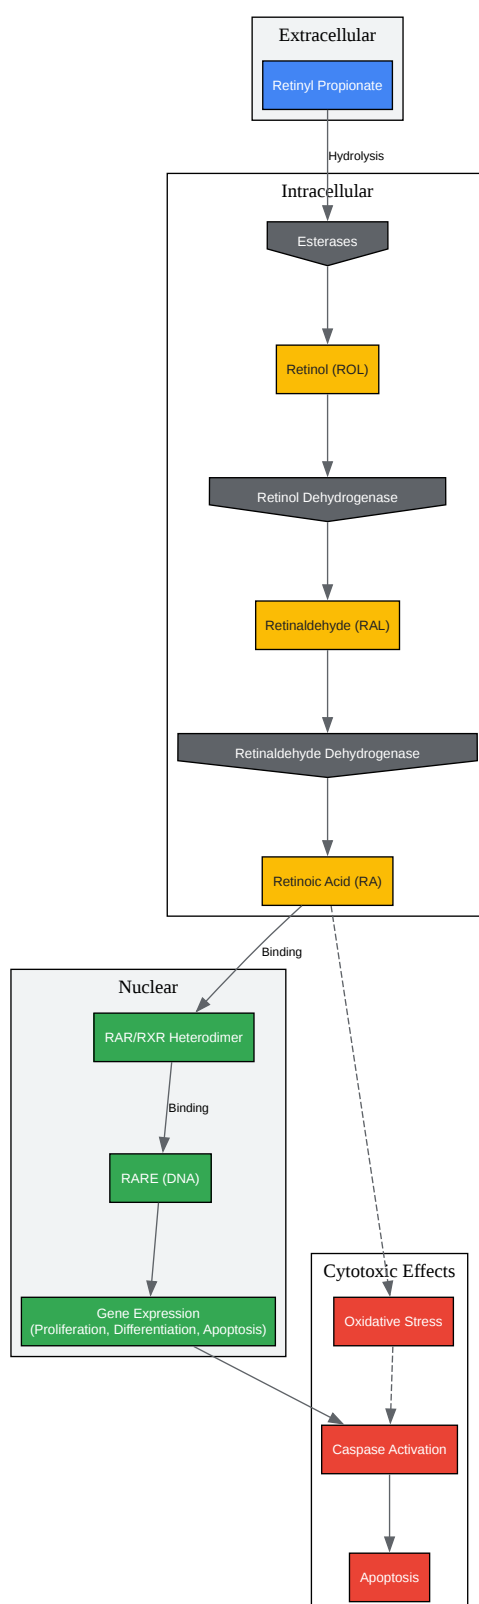 Extracellular
Retinyl Propionate
Hydrolysis
Intracellular
Esterases
Retinol (ROL)
Retinol Dehydrogenase
Retinaldehyde (RAL)
Retinaldehyde Dehydrogenase
Retinoic Acid (RA)
Binding
Nuclear
RAR/RXR Heterodimer
Binding
RARE (DNA)
Gene Expression
(Proliferation, Differentiation, Apoptosis)
Cytotoxic Effects
Oxidative Stress
Caspase Activation
Apoptosis